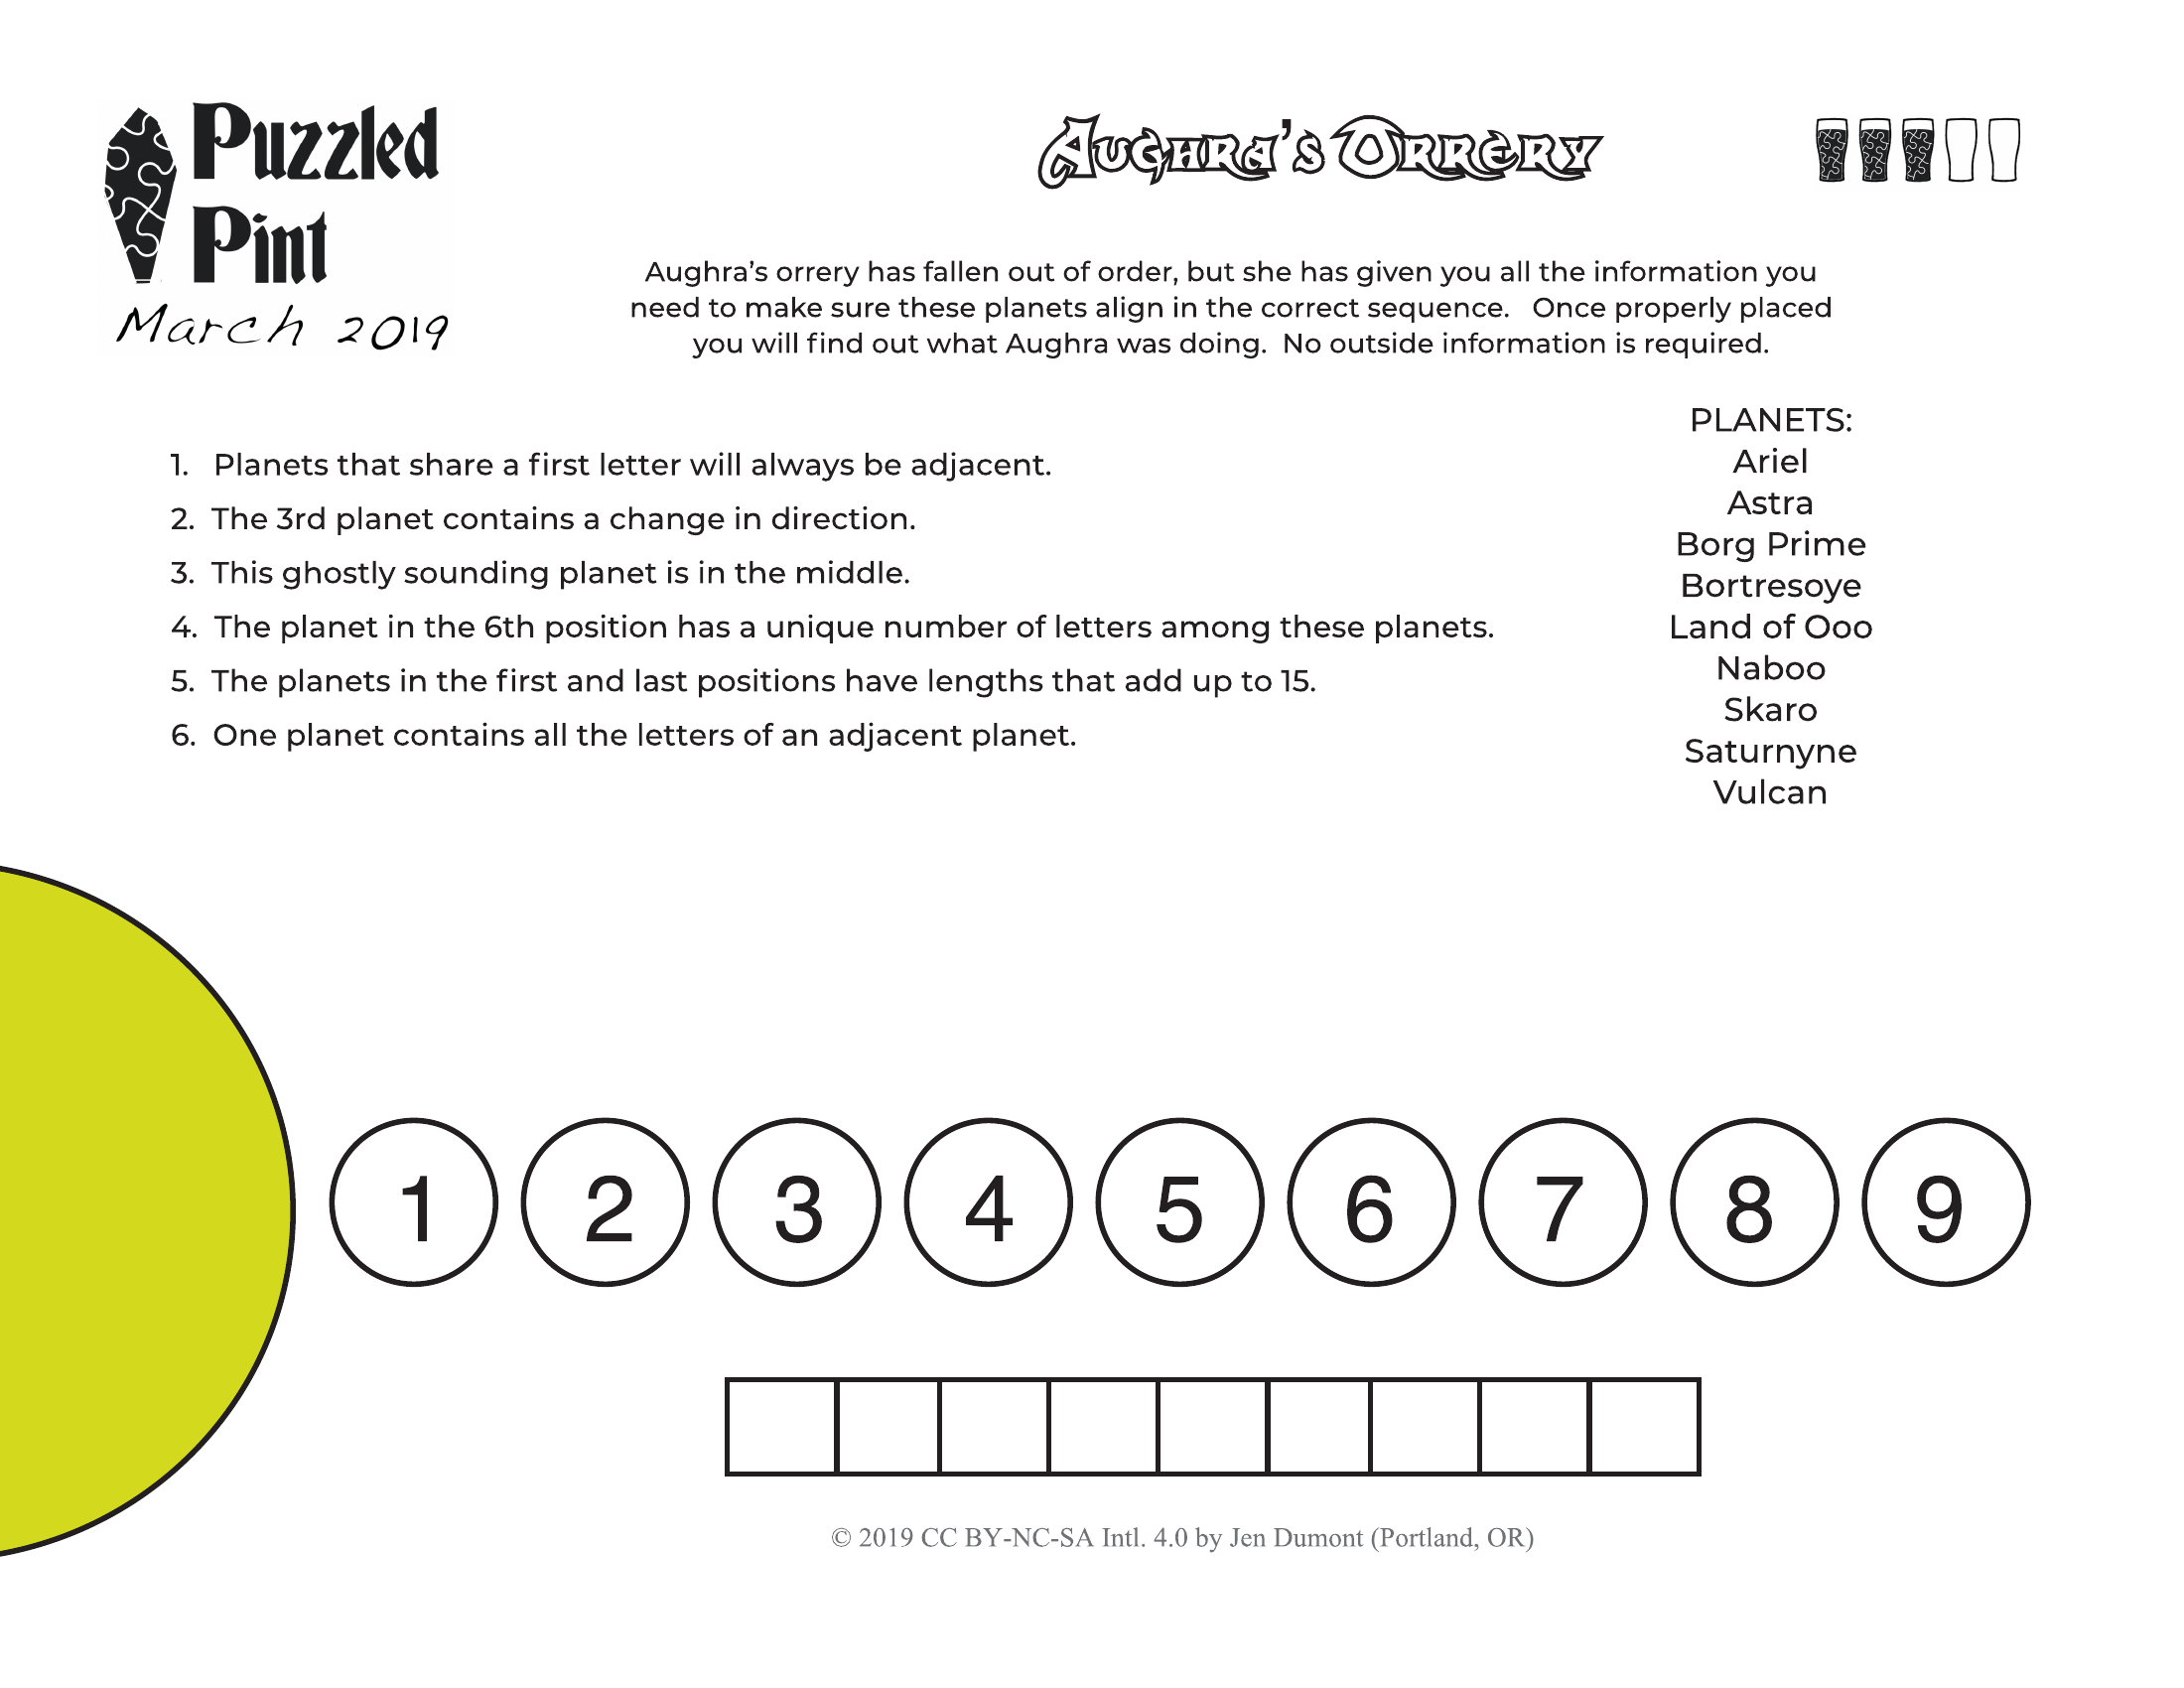 Puzzled
Pint
March 2019
Aughra's Orrery
Aughra's orrery has fallen out of order, but she has given you all the information you
need to make sure these planets align in the correct sequence.   Once properly placed
you will find out what Aughra was doing.  No outside information is required.
1.   Planets that share a first letter will always be adjacent.
2.  The 3rd planet contains a change in direction.
3.  This ghostly sounding planet is in the middle.
4.  The planet in the 6th position has a unique number of letters among these planets.
5.  The planets in the first and last positions have lengths that add up to 15.
6.  One planet contains all the letters of an adjacent planet.
PLANETS:
Ariel
Astra
Borg Prime
Bortresoye
Land of Ooo
Naboo
Skaro
Saturnyne
Vulcan
1 2 3 4 5 6 7 8 9
© 2019 CC BY-NC-SA Intl. 4.0 by Jen Dumont (Portland, OR)